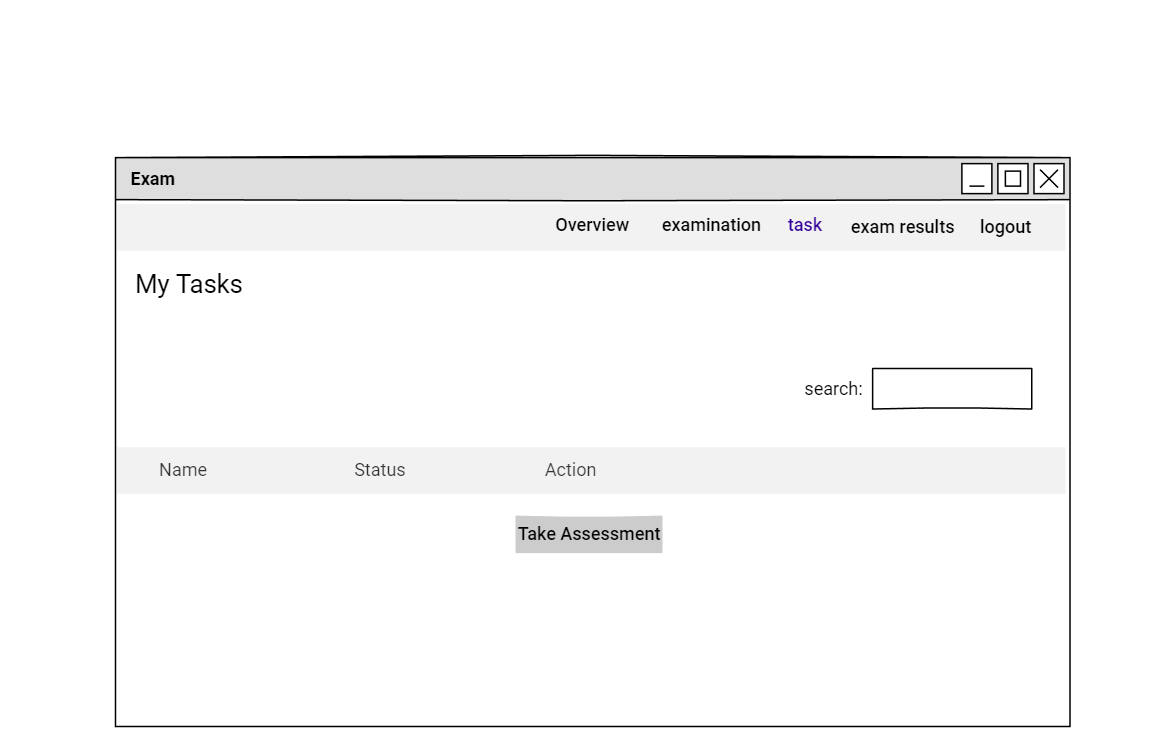 Exam
Overview examination task exam results logout
My Tasks
search:
Name Status Action
Take Assessment